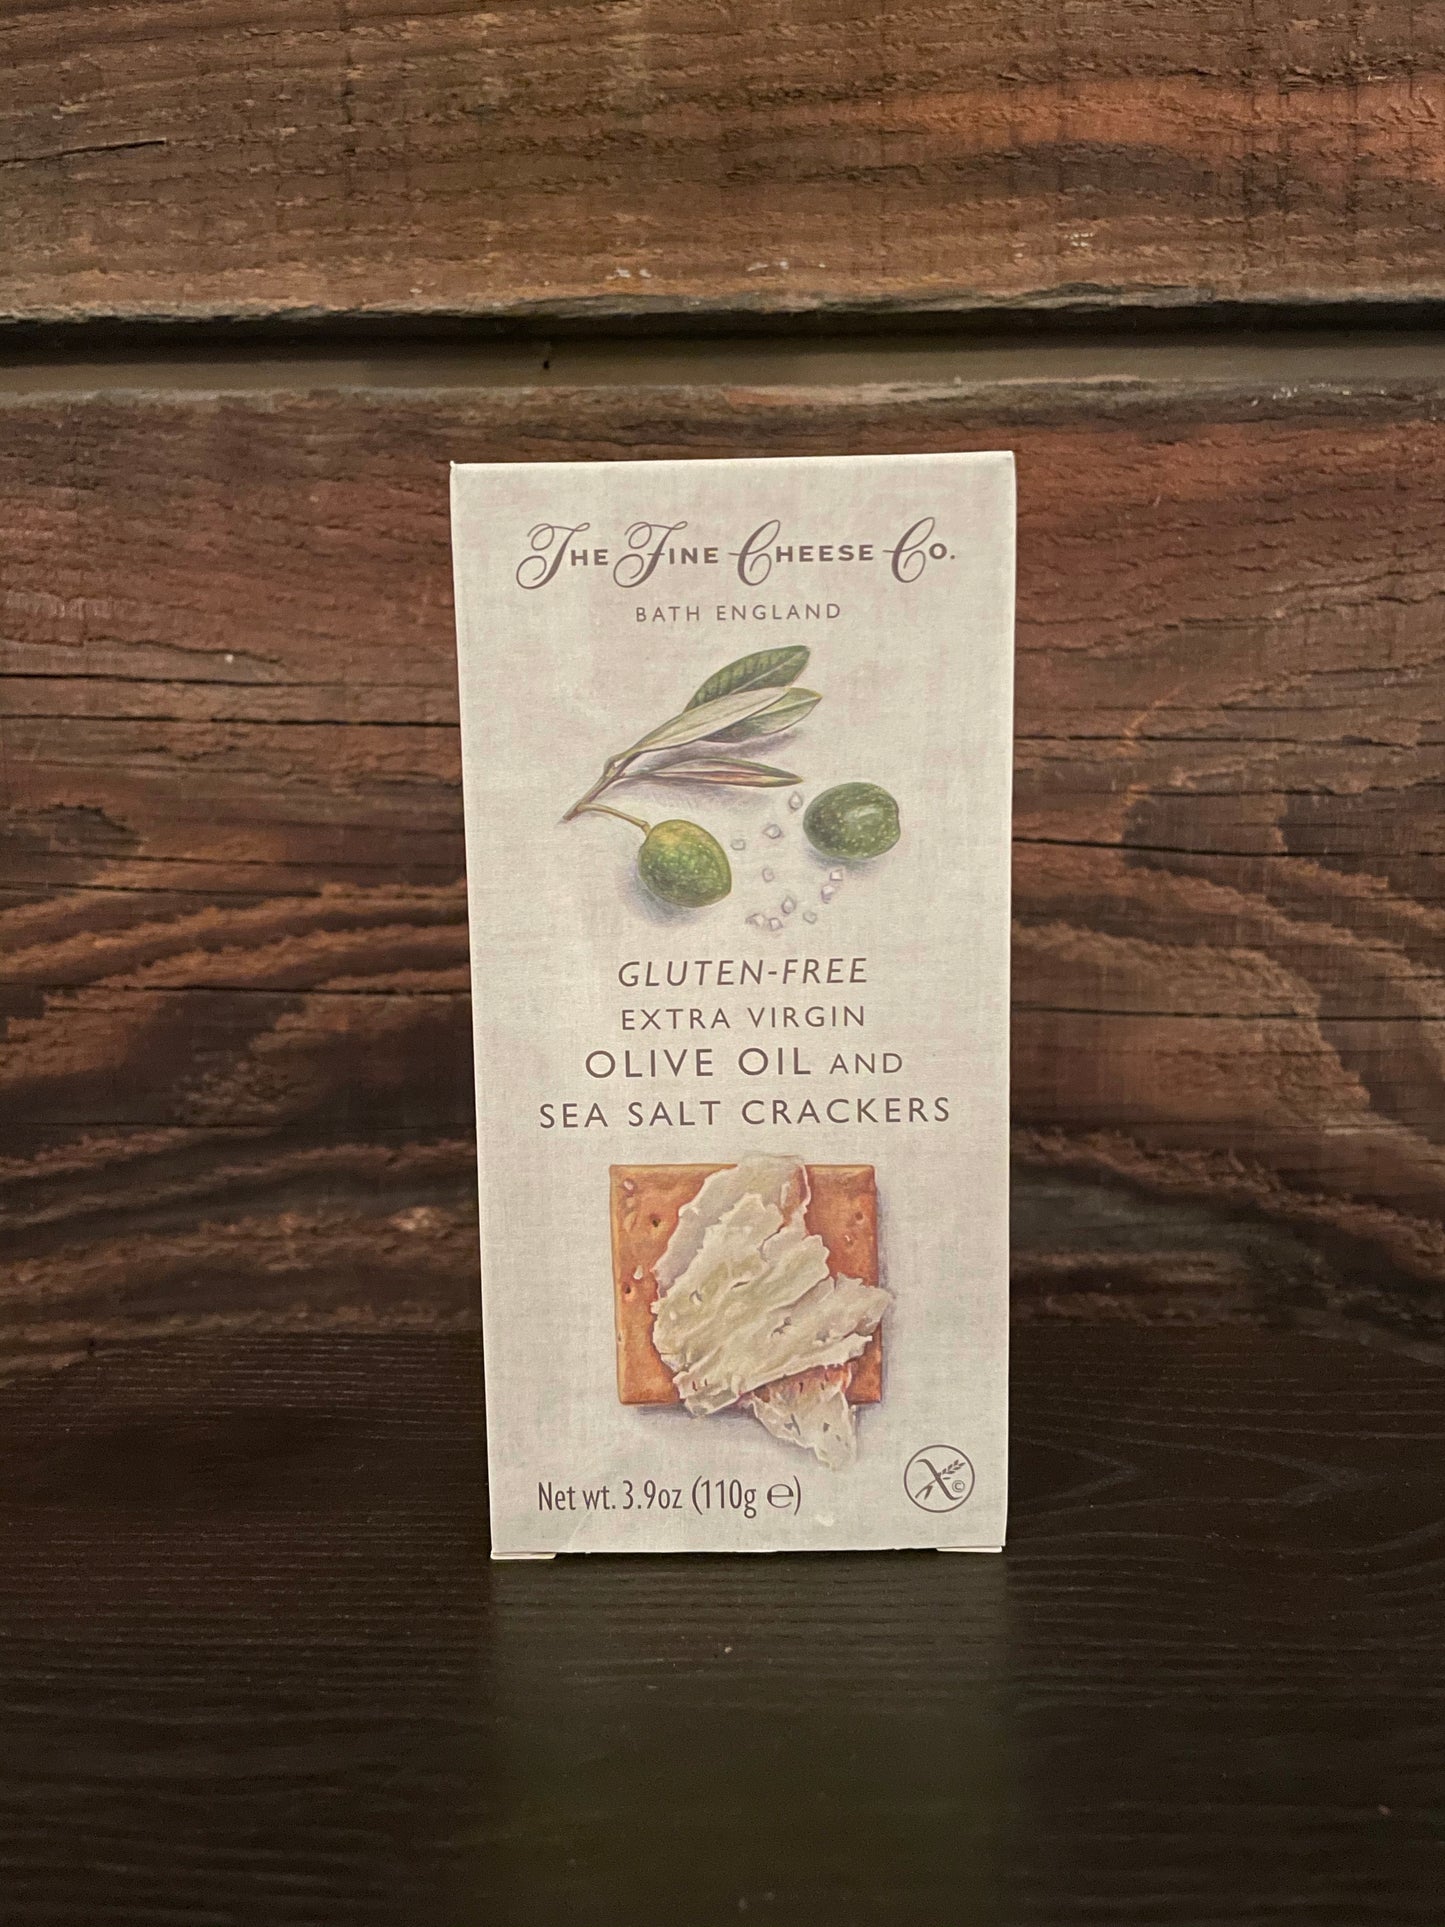 THE FINE CHEESE CO.
BATH ENGLAND
GLUTEN-FREE
EXTRA VIRGIN
OLIVE OIL AND
SEA SALT CRACKERS
Net wt. 3.9oz (110g ℮)
©